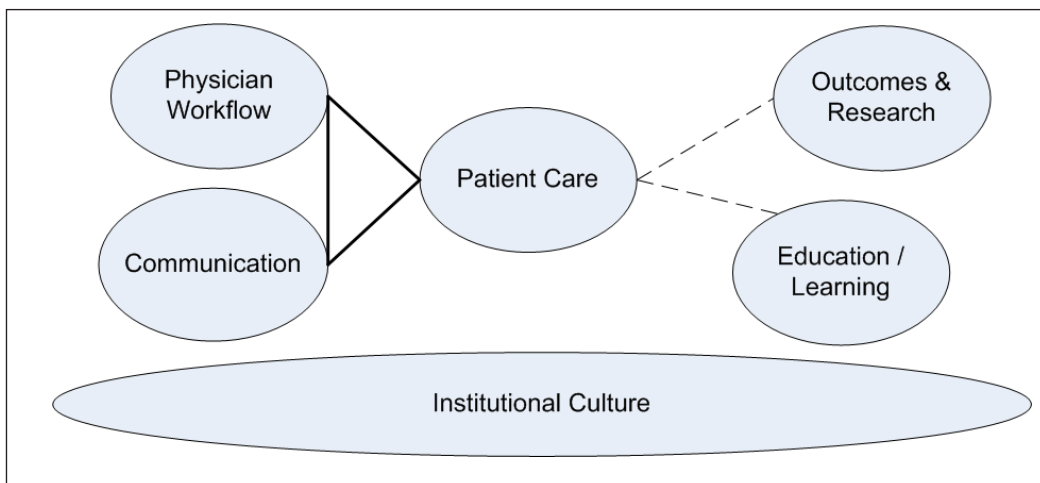 Physician
Workflow
Outcomes &
Research
Patient Care
Communication
Education /
Learning
Institutional Culture